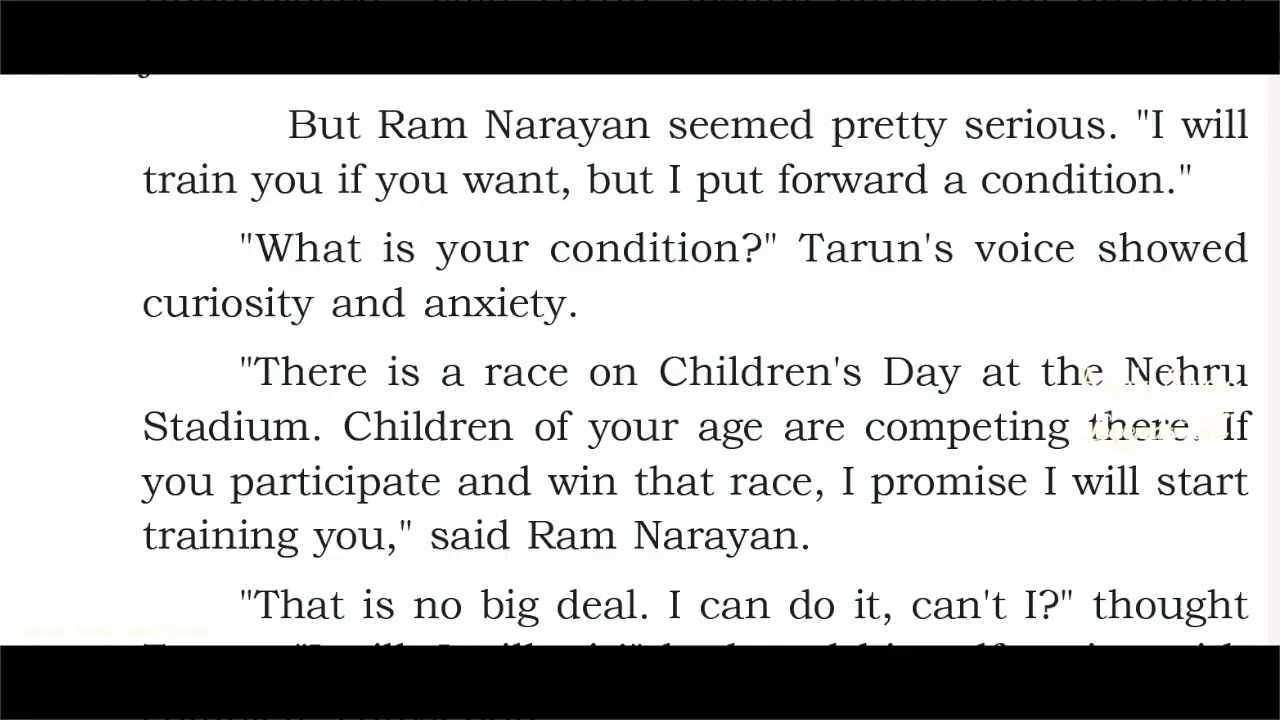 But Ram Narayan seemed pretty serious. "I will
train you if you want, but I put forward a condition."
"What is your condition?" Tarun's voice showed
curiosity and anxiety.
"There is a race on Children's Day at the Nehru
Stadium. Children of your age are competing there. If
you participate and win that race, I promise I will start
training you," said Ram Narayan.
"That is no big deal. I can do it, can't I?" thought